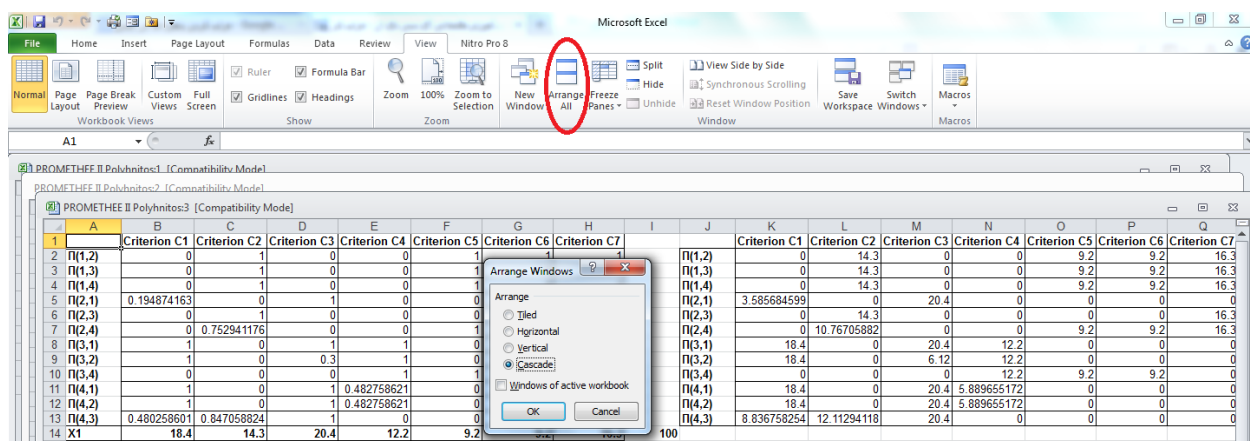 Microsoft Excel
File Home Insert Page Layout Formulas Data Review View Nitro Pro 8
Normal Page Layout Page Break Preview Custom Views Full Screen
Workbook Views
Ruler Formula Bar
Gridlines Headings
Show
Zoom 100% Zoom to Selection
Zoom
New Window Arrange All Freeze Panes
Split
Hide
Unhide
View Side by Side
Synchronous Scrolling
Reset Window Position
Window
Save Workspace Switch Windows
Macros
Macros
A1 fx
PROMETHEE II Polyhnitos:1 [Compatibility Mode]
PROMETHEE II Polyhnitos:2 [Compatibility Mode]
PROMETHEE II Polyhnitos:3 [Compatibility Mode]
A B C D E F G H I J K L M N O P Q
1 Criterion C1 Criterion C2 Criterion C3 Criterion C4 Criterion C5 Criterion C6 Criterion C7 Criterion C1 Criterion C2 Criterion C3 Criterion C4 Criterion C5 Criterion C6 Criterion C7
2 Π(1,2) 0 1 0 0 1 1 1 Π(1,2) 0 14.3 0 0 9.2 9.2 16.3
3 Π(1,3) 0 1 0 0 1 Π(1,3) 0 14.3 0 0 9.2 9.2 16.3
4 Π(1,4) 0 1 0 0 1 Π(1,4) 0 14.3 0 0 9.2 9.2 16.3
5 Π(2,1) 0.194874163 0 1 0 0 Π(2,1) 3.585684599 0 20.4 0 0 0 0
6 Π(2,3) 0 1 0 0 0 Π(2,3) 0 14.3 0 0 0 0 16.3
7 Π(2,4) 0 0.752941176 0 0 1 Π(2,4) 0 10.76705882 0 0 9.2 9.2 16.3
8 Π(3,1) 1 0 1 1 0 Π(3,1) 18.4 0 20.4 12.2 0 0 0
9 Π(3,2) 1 0 0.3 1 0 Π(3,2) 18.4 0 6.12 12.2 0 0 0
10 Π(3,4) 0 0 0 1 1 Π(3,4) 0 0 0 12.2 9.2 9.2 0
11 Π(4,1) 1 0 1 0.482758621 0 Π(4,1) 18.4 0 20.4 5.889655172 0 0 0
12 Π(4,2) 1 0 1 0.482758621 0 Π(4,2) 18.4 0 20.4 5.889655172 0 0 0
13 Π(4,3) 0.480258601 0.847058824 1 0 0 Π(4,3) 8.836758254 12.11294118 20.4 0 0 0 0
14 X1 18.4 14.3 20.4 12.2 9.2 100
Arrange Windows
Arrange
Tiled
Horizontal
Vertical
Cascade
Windows of active workbook
OK Cancel